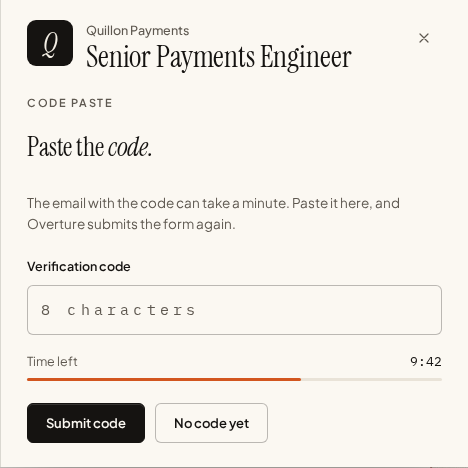 Q
Quillon Payments
Senior Payments Engineer
CODE PASTE
Paste the code.
The email with the code can take a minute. Paste it here, and
Overture submits the form again.
Verification code
8 characters
Time left
9:42
Submit code
No code yet